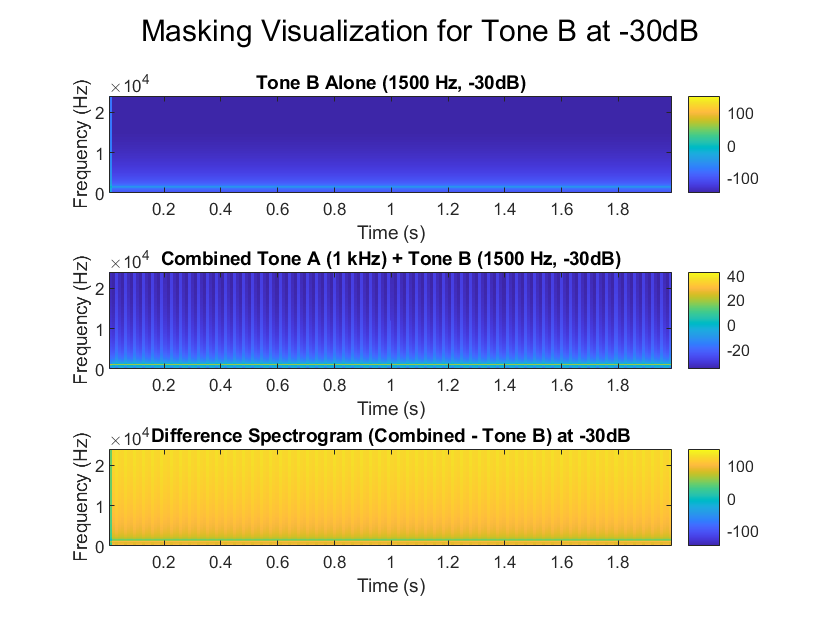 Masking Visualization for Tone B at -30dB
×10^4
Tone B Alone (1500 Hz, -30dB)
Frequency (Hz)
2
1
0
0.2 0.4 0.6 0.8 1 1.2 1.4 1.6 1.8
Time (s)
100
0
-100
×10^4
Combined Tone A (1 kHz) + Tone B (1500 Hz, -30dB)
Frequency (Hz)
2
1
0
0.2 0.4 0.6 0.8 1 1.2 1.4 1.6 1.8
Time (s)
40
20
0
-20
×10^4
Difference Spectrogram (Combined - Tone B) at -30dB
Frequency (Hz)
2
1
0
0.2 0.4 0.6 0.8 1 1.2 1.4 1.6 1.8
Time (s)
100
0
-100